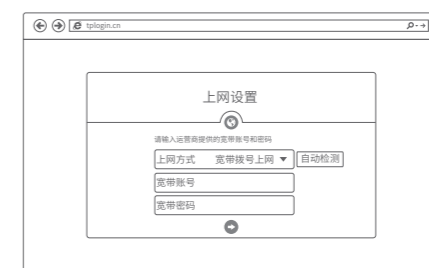 tplogin.cn
上网设置
请输入运营商提供的宽带账号和密码
上网方式 宽带拨号上网 自动检测
宽带账号
宽带密码